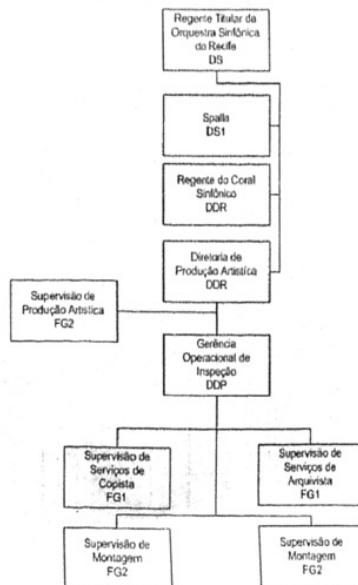 Regente Titular da
Orquestra Sinfônica
do Recife
DS
Spalla
DS1
Regente do Coral
Sinfônico
DDR
Diretoria de
Produção Artística
DDR
Supervisão de
Produção Artistica
FG2
Gerência
Operacional de
Inspeção
DDP
Supervisão de
Serviços de
Copista
FG1
Supervisão de
Serviços de
Arquivista
FG1
Supervisão de
Montagem
FG2
Supervisão de
Montagem
FG2